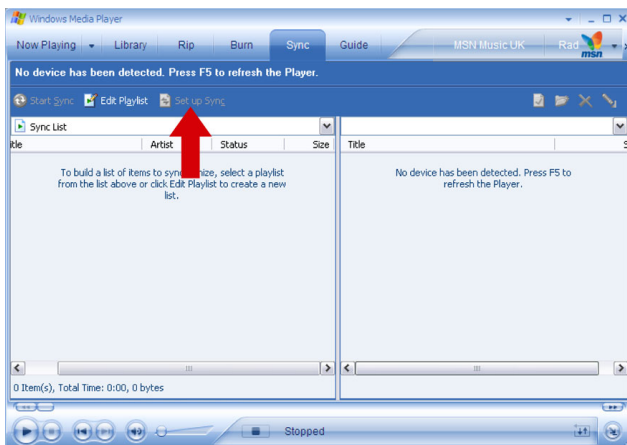 Windows Media Player
Now Playing Library Rip Burn Sync Guide MSN Music UK Rad msn
No device has been detected. Press F5 to refresh the Player.
Start Sync Edit Playlist Set up Sync
Sync List
itle Artist Status Size Title S
To build a list of items to synchronize, select a playlist
from the list above or click Edit Playlist to create a new
list.
No device has been detected. Press F5 to
refresh the Player.
0 Item(s), Total Time: 0:00, 0 bytes
Stopped